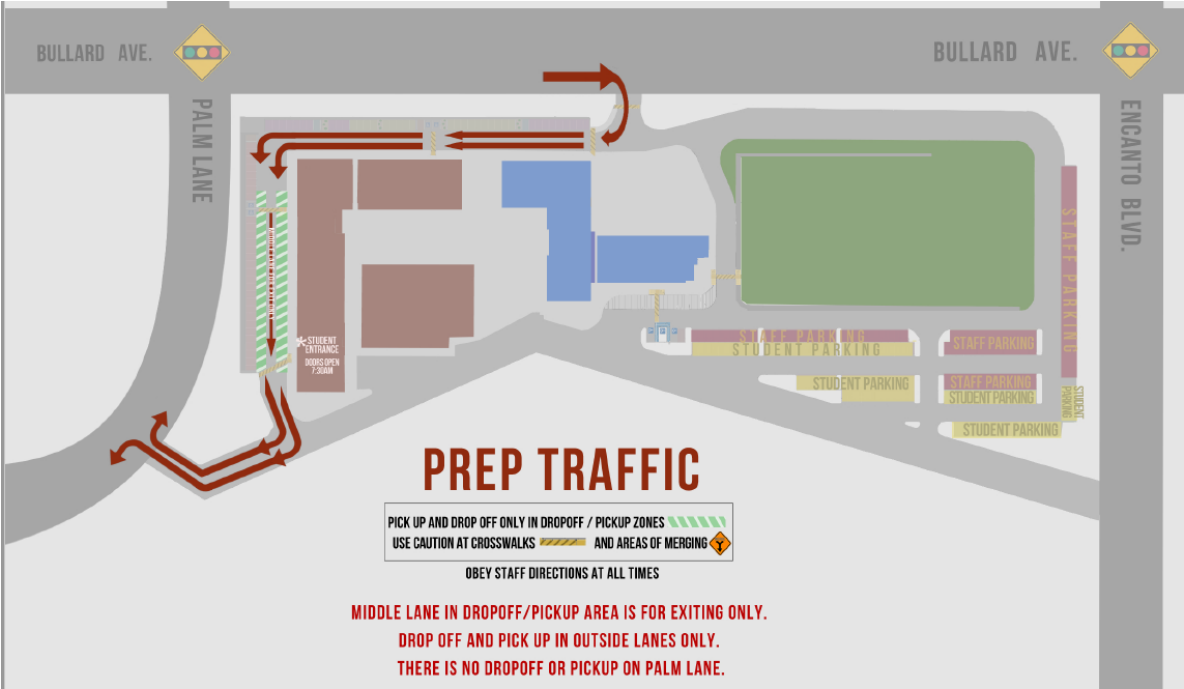 BULLARD AVE.
BULLARD AVE.
PALM LANE
ENCANTO BLVD.
STAFF PARKING
STAFF PARKING
STUDENT PARKING
STAFF PARKING
STUDENT PARKING
STAFF PARKING
STUDENT PARKING
STUDENT PARKING
STUDENT PARKING
STUDENT
ENTRANCE
DOORS OPEN
7:30AM
PREP TRAFFIC
PICK UP AND DROP OFF ONLY IN DROPOFF / PICKUP ZONES
USE CAUTION AT CROSSWALKS AND AREAS OF MERGING
OBEY STAFF DIRECTIONS AT ALL TIMES
MIDDLE LANE IN DROPOFF/PICKUP AREA IS FOR EXITING ONLY.
DROP OFF AND PICK UP IN OUTSIDE LANES ONLY.
THERE IS NO DROPOFF OR PICKUP ON PALM LANE.